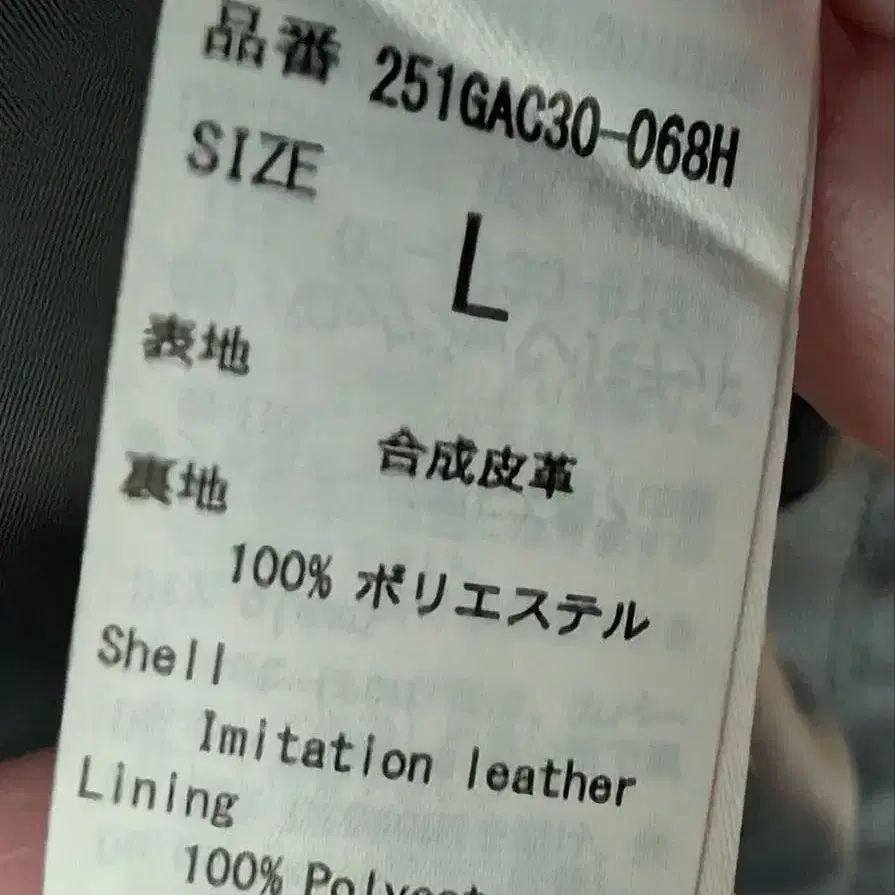 品番 251GAC30-068H
SIZE
L
表地
合成皮革
裏地
100% ポリエステル
Shell
Imitation leather
Lining
100%